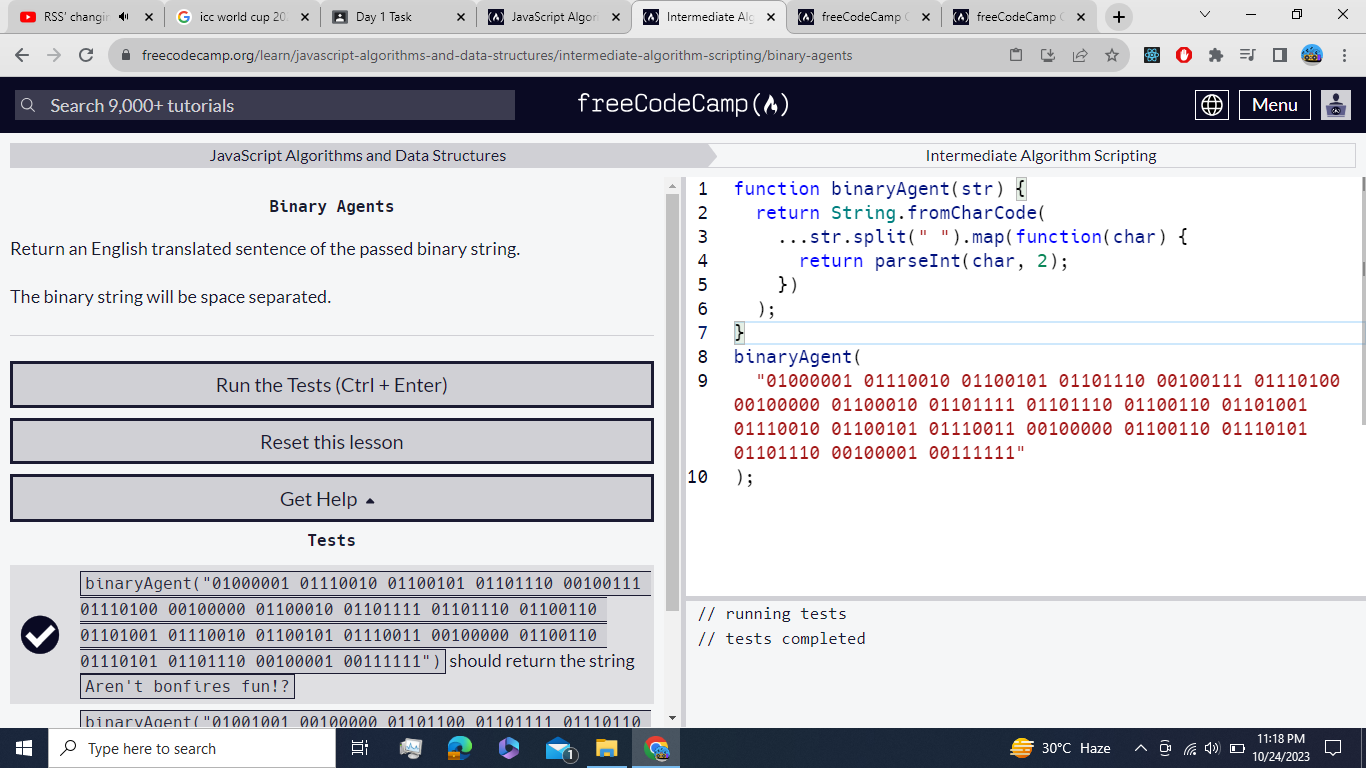 RSS' changin
icc world cup 20
Day 1 Task
JavaScript Algori
Intermediate Alg
freeCodeCamp C
freeCodeCamp C
freecodecamp.org/learn/javascript-algorithms-and-data-structures/intermediate-algorithm-scripting/binary-agents
Search 9,000+ tutorials
freeCodeCamp
Menu
JavaScript Algorithms and Data Structures
Intermediate Algorithm Scripting
Binary Agents
Return an English translated sentence of the passed binary string.
The binary string will be space separated.
Run the Tests (Ctrl + Enter)
Reset this lesson
Get Help
Tests
binaryAgent("01000001 01110010 01100101 01101110 00100111
01110100 00100000 01100010 01101111 01101110 01100110
01101001 01110010 01100101 01110011 00100000 01100110
01110101 01101110 00100001 00111111") should return the string
Aren't bonfires fun!?
binaryAgent("01001001 00100000 01101100 01101111 01110110
1 function binaryAgent(str) {
2 return String.fromCharCode(
3 ...str.split(" ").map(function(char) {
4 return parseInt(char, 2);
5 })
6 );
7 }
8 binaryAgent(
9 "01000001 01110010 01100101 01101110 00100111 01110100
00100000 01100010 01101111 01101110 01100110 01101001
01110010 01100101 01110011 00100000 01100110 01110101
01101110 00100001 00111111"
10 );
// running tests
// tests completed
Type here to search
1
30°C Haze
11:18 PM
10/24/2023